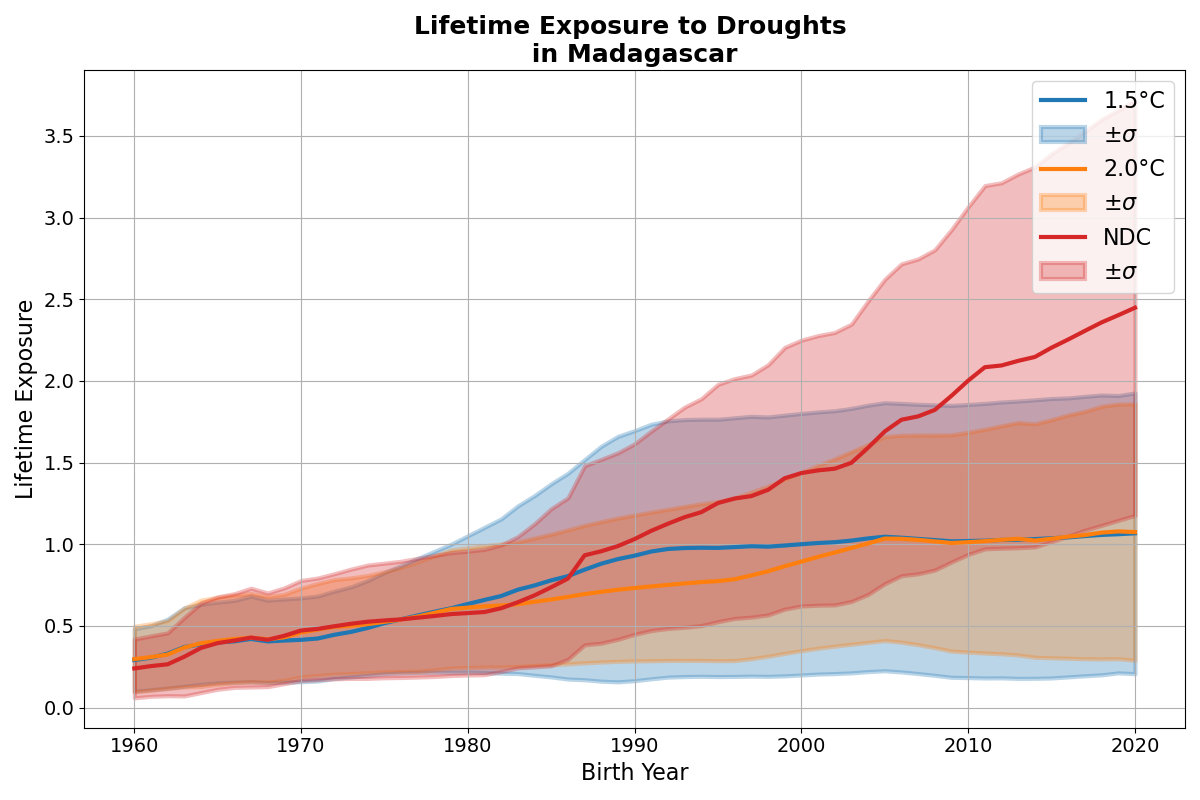 Lifetime Exposure to Droughts
in Madagascar
Lifetime Exposure
3.5
3.0
2.5
2.0
1.5
1.0
0.5
0.0
1960
1970
1980
1990
2000
2010
2020
Birth Year
1.5°C
±σ
2.0°C
±σ
NDC
±σ